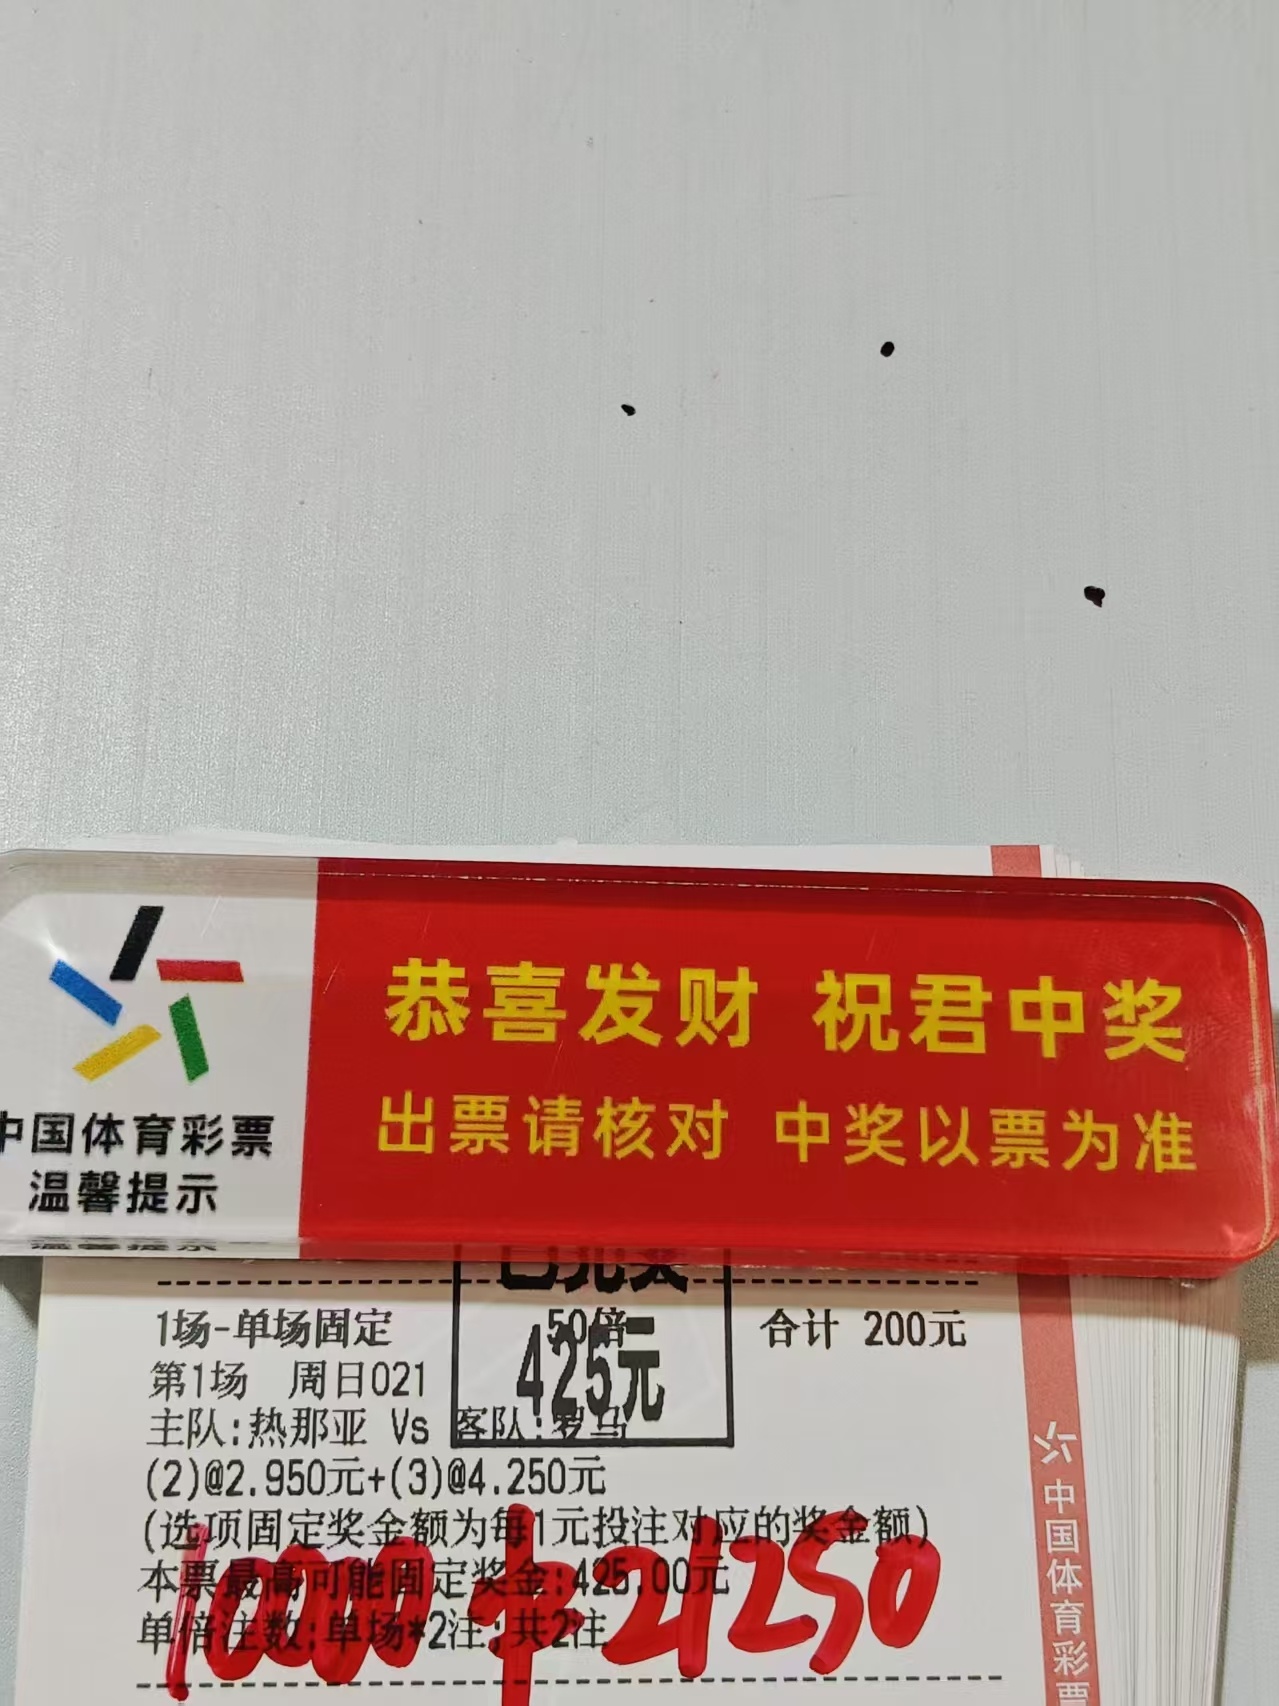 恭喜发财 祝君中奖
出票请核对 中奖以票为准
中国体育彩票
温馨提示
已兑奖
425元
1场-单场固定 50倍 合计 200元
第1场 周日021
主队:热那亚 Vs 客队:罗马
(2)@2.950元+(3)@4.250元
(选项固定奖金额为每1元投注对应的奖金额)
本票最高可能固定奖金:425.00元
单倍注数:单场*2注;共2注
10000中21250
中国体育彩票